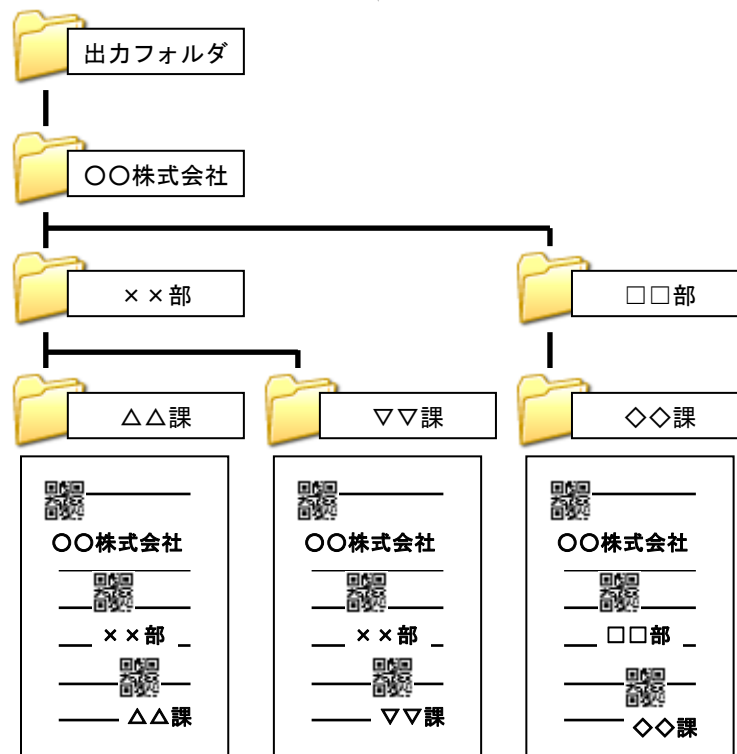 出力フォルダ
〇〇株式会社
××部
□□部
△△課
▽▽課
◇◇課
〇〇株式会社
××部
△△課
〇〇株式会社
××部
▽▽課
〇〇株式会社
□□部
◇◇課